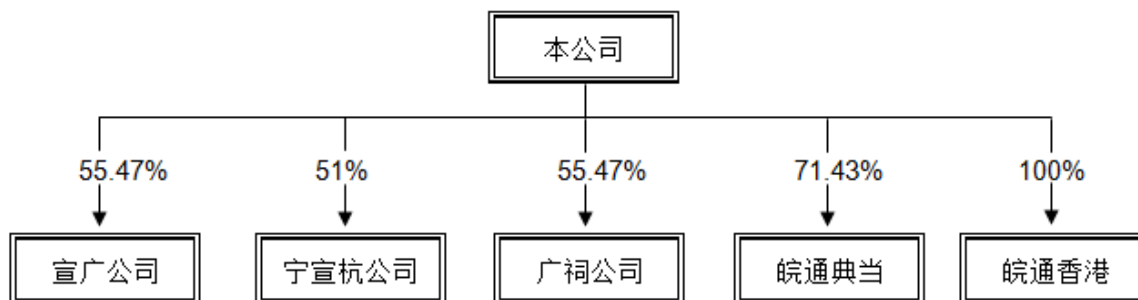 本公司
55.47%
51%
55.47%
71.43%
100%
宣广公司
宁宣杭公司
广祠公司
皖通典当
皖通香港